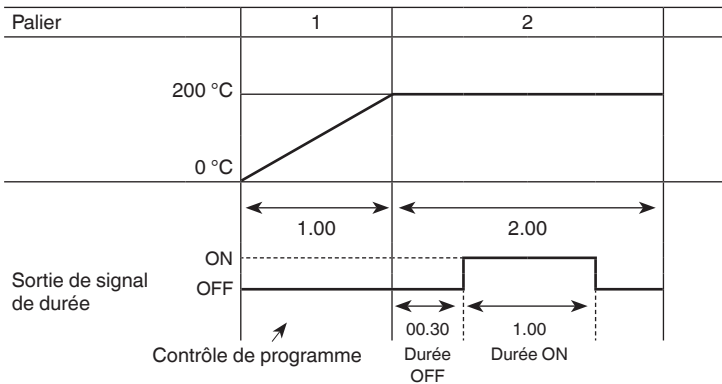 Palier 1 2
200 °C
0 °C
1.00 2.00
ON
OFF
Sortie de signal
de durée
00.30 1.00
Contrôle de programme
Durée
OFF
Durée ON